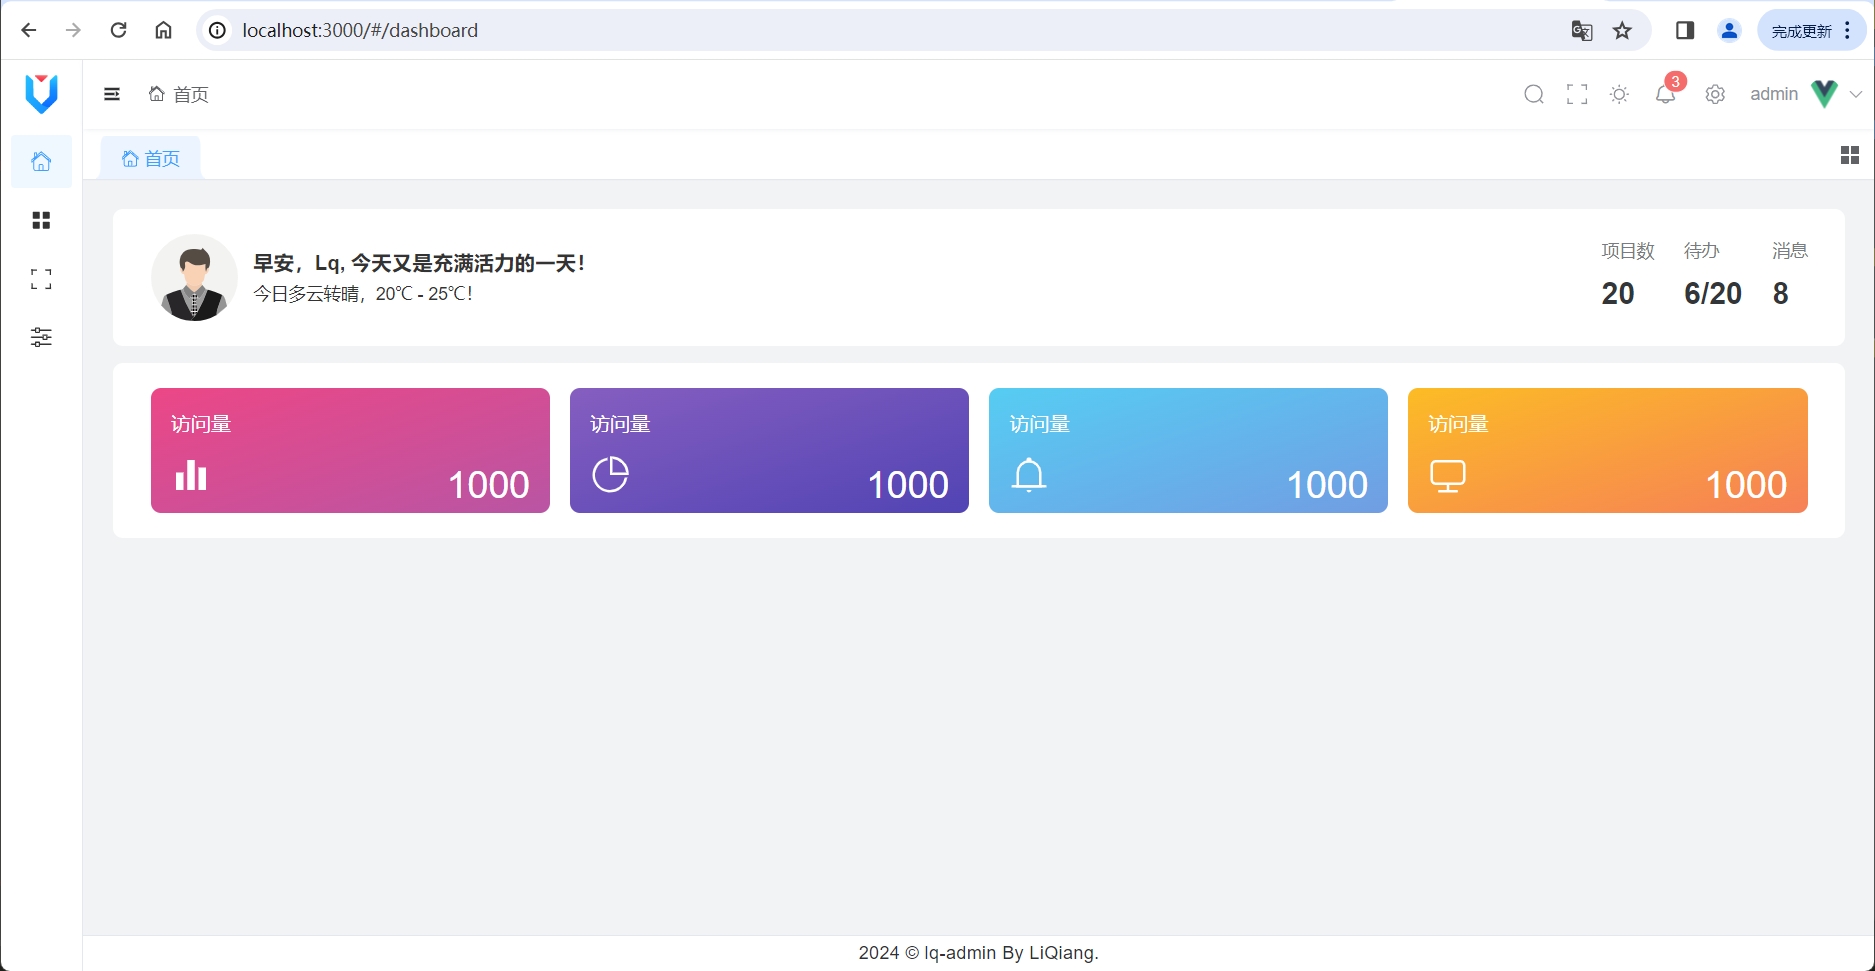 localhost:3000/#/dashboard
完成更新
首页
3
admin
首页
早安，Lq, 今天又是充满活力的一天！
今日多云转晴，20℃ - 25℃！
项目数 待办 消息
20 6/20 8
访问量 访问量 访问量 访问量
1000 1000 1000 1000
2024 © lq-admin By LiQiang.